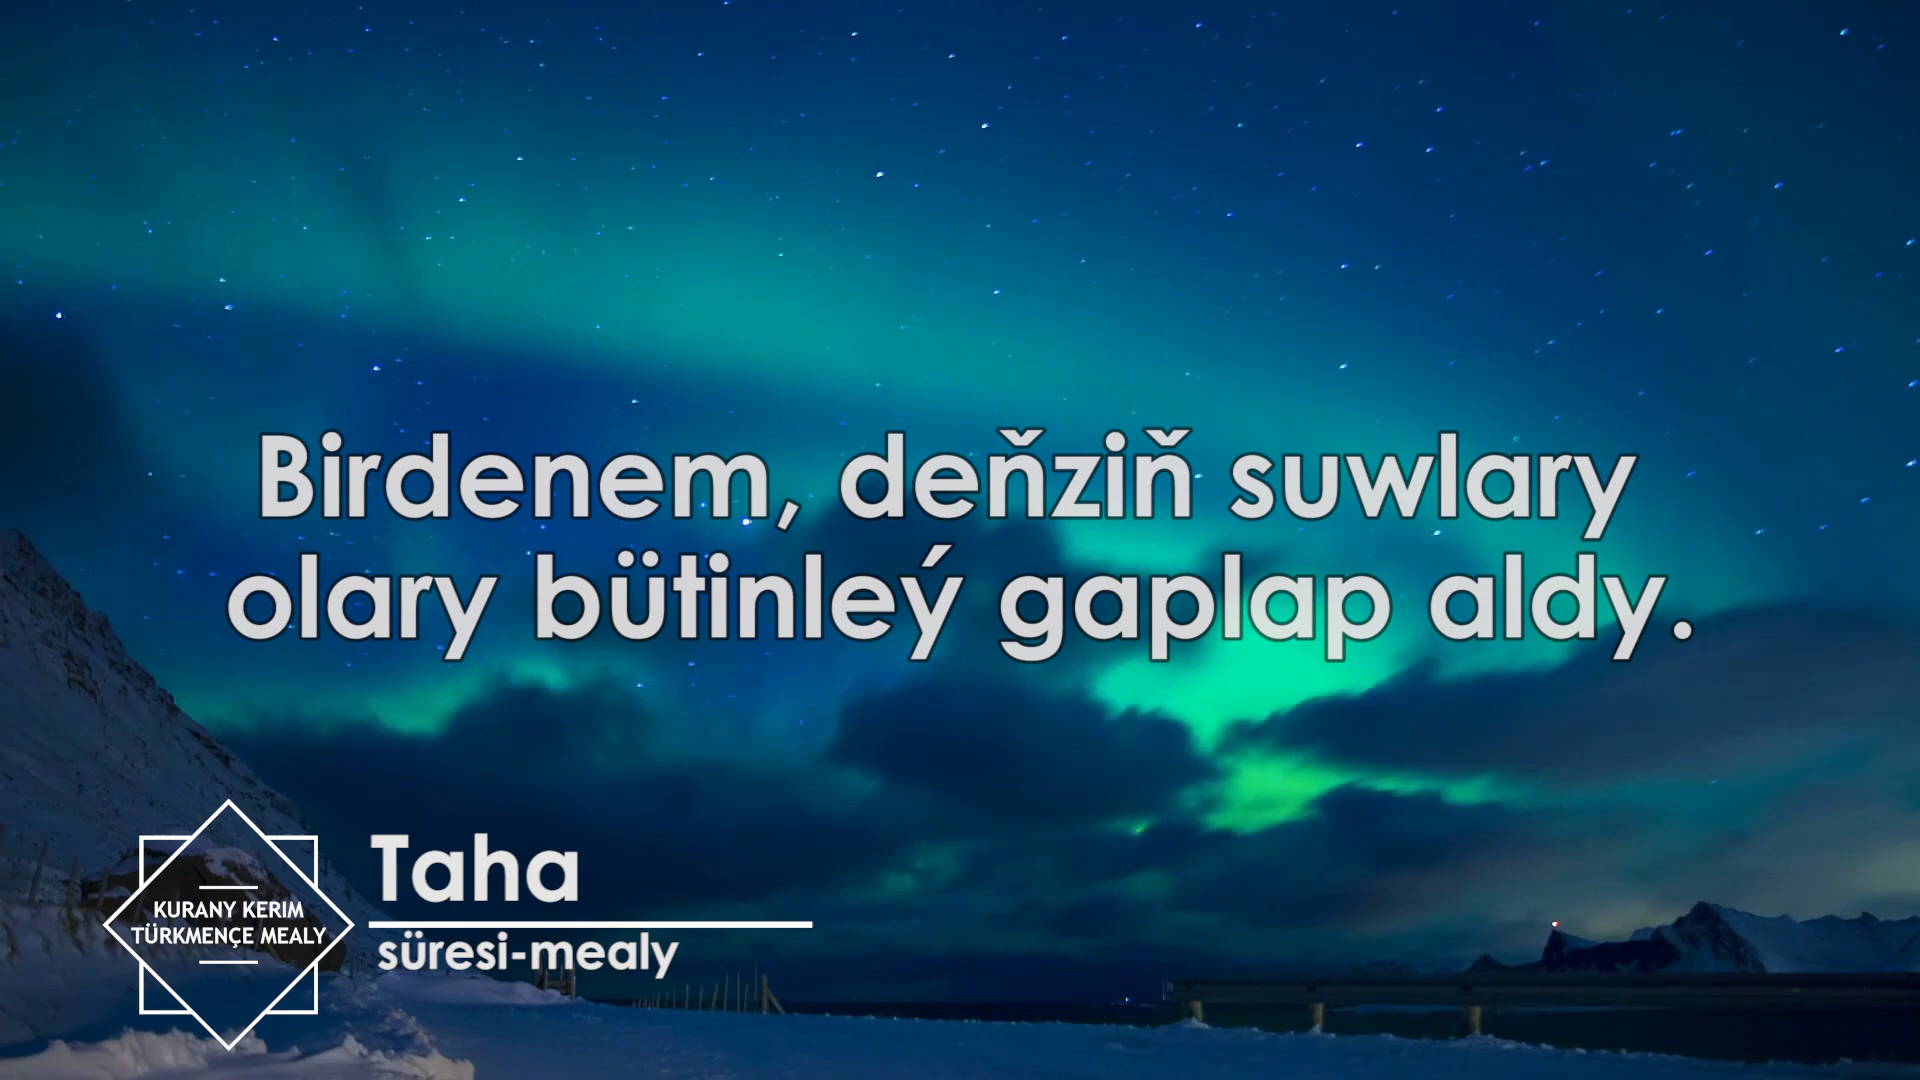 Birdenem, deňziň suwlary
olary bütinleý gaplap aldy.
Taha
süresi-mealy
KURANY KERIM
TÜRKMENÇE MEALY